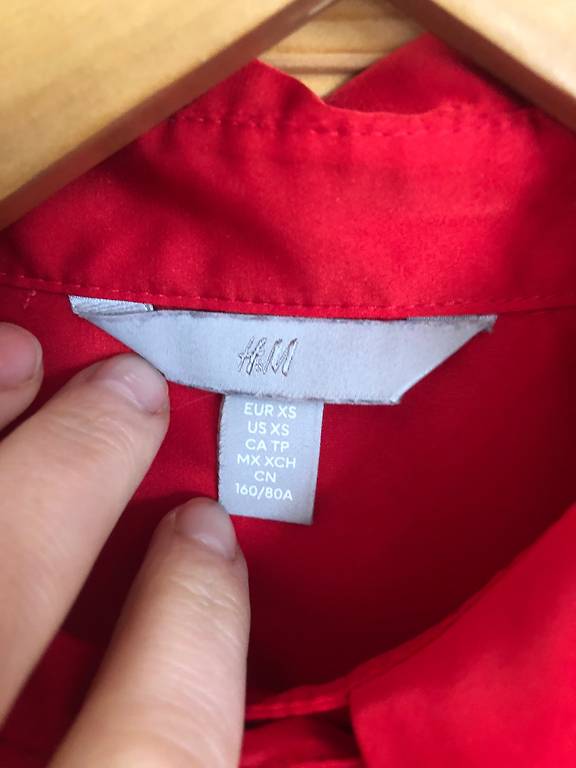 H&M
EUR XS
US XS
CA TP
MX XCH
CN
160/80A